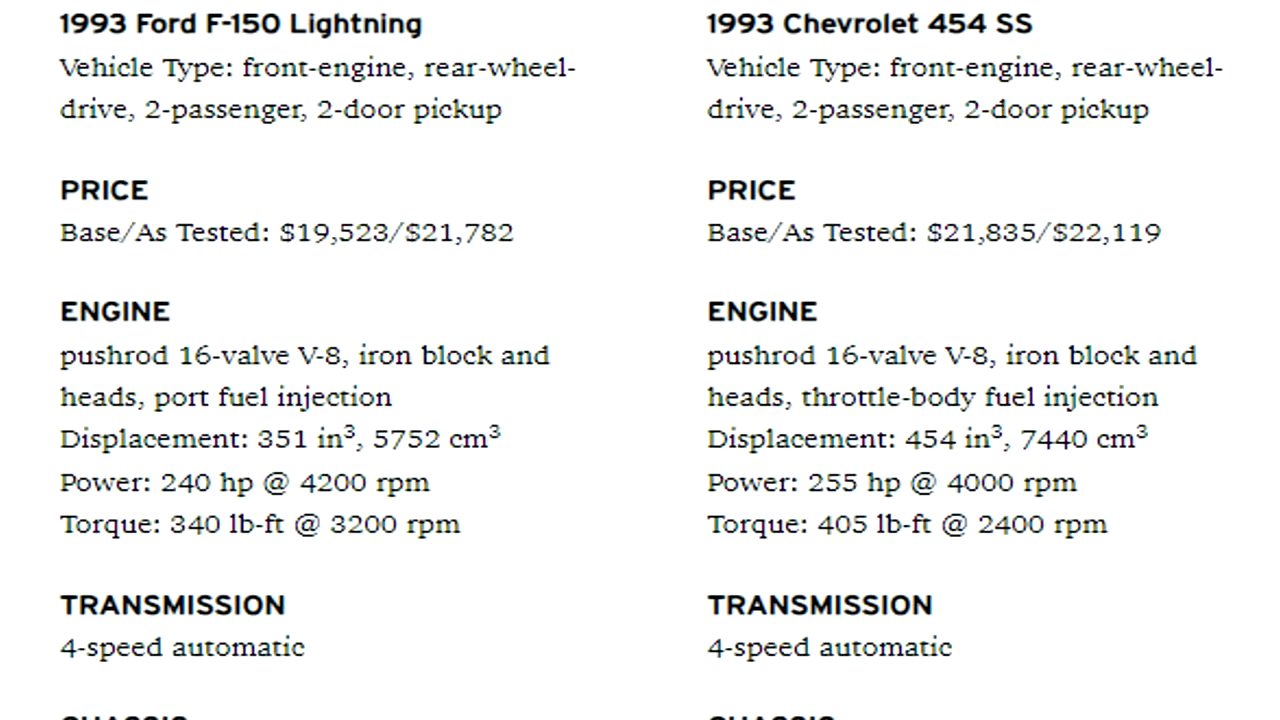 1993 Ford F-150 Lightning
Vehicle Type: front-engine, rear-wheel-
drive, 2-passenger, 2-door pickup
PRICE
Base/As Tested: $19,523/$21,782
ENGINE
pushrod 16-valve V-8, iron block and
heads, port fuel injection
Displacement: 351 in³, 5752 cm³
Power: 240 hp @ 4200 rpm
Torque: 340 lb-ft @ 3200 rpm
TRANSMISSION
4-speed automatic
CHASSIS
1993 Chevrolet 454 SS
Vehicle Type: front-engine, rear-wheel-
drive, 2-passenger, 2-door pickup
PRICE
Base/As Tested: $21,835/$22,119
ENGINE
pushrod 16-valve V-8, iron block and
heads, throttle-body fuel injection
Displacement: 454 in³, 7440 cm³
Power: 255 hp @ 4000 rpm
Torque: 405 lb-ft @ 2400 rpm
TRANSMISSION
4-speed automatic
CHASSIS